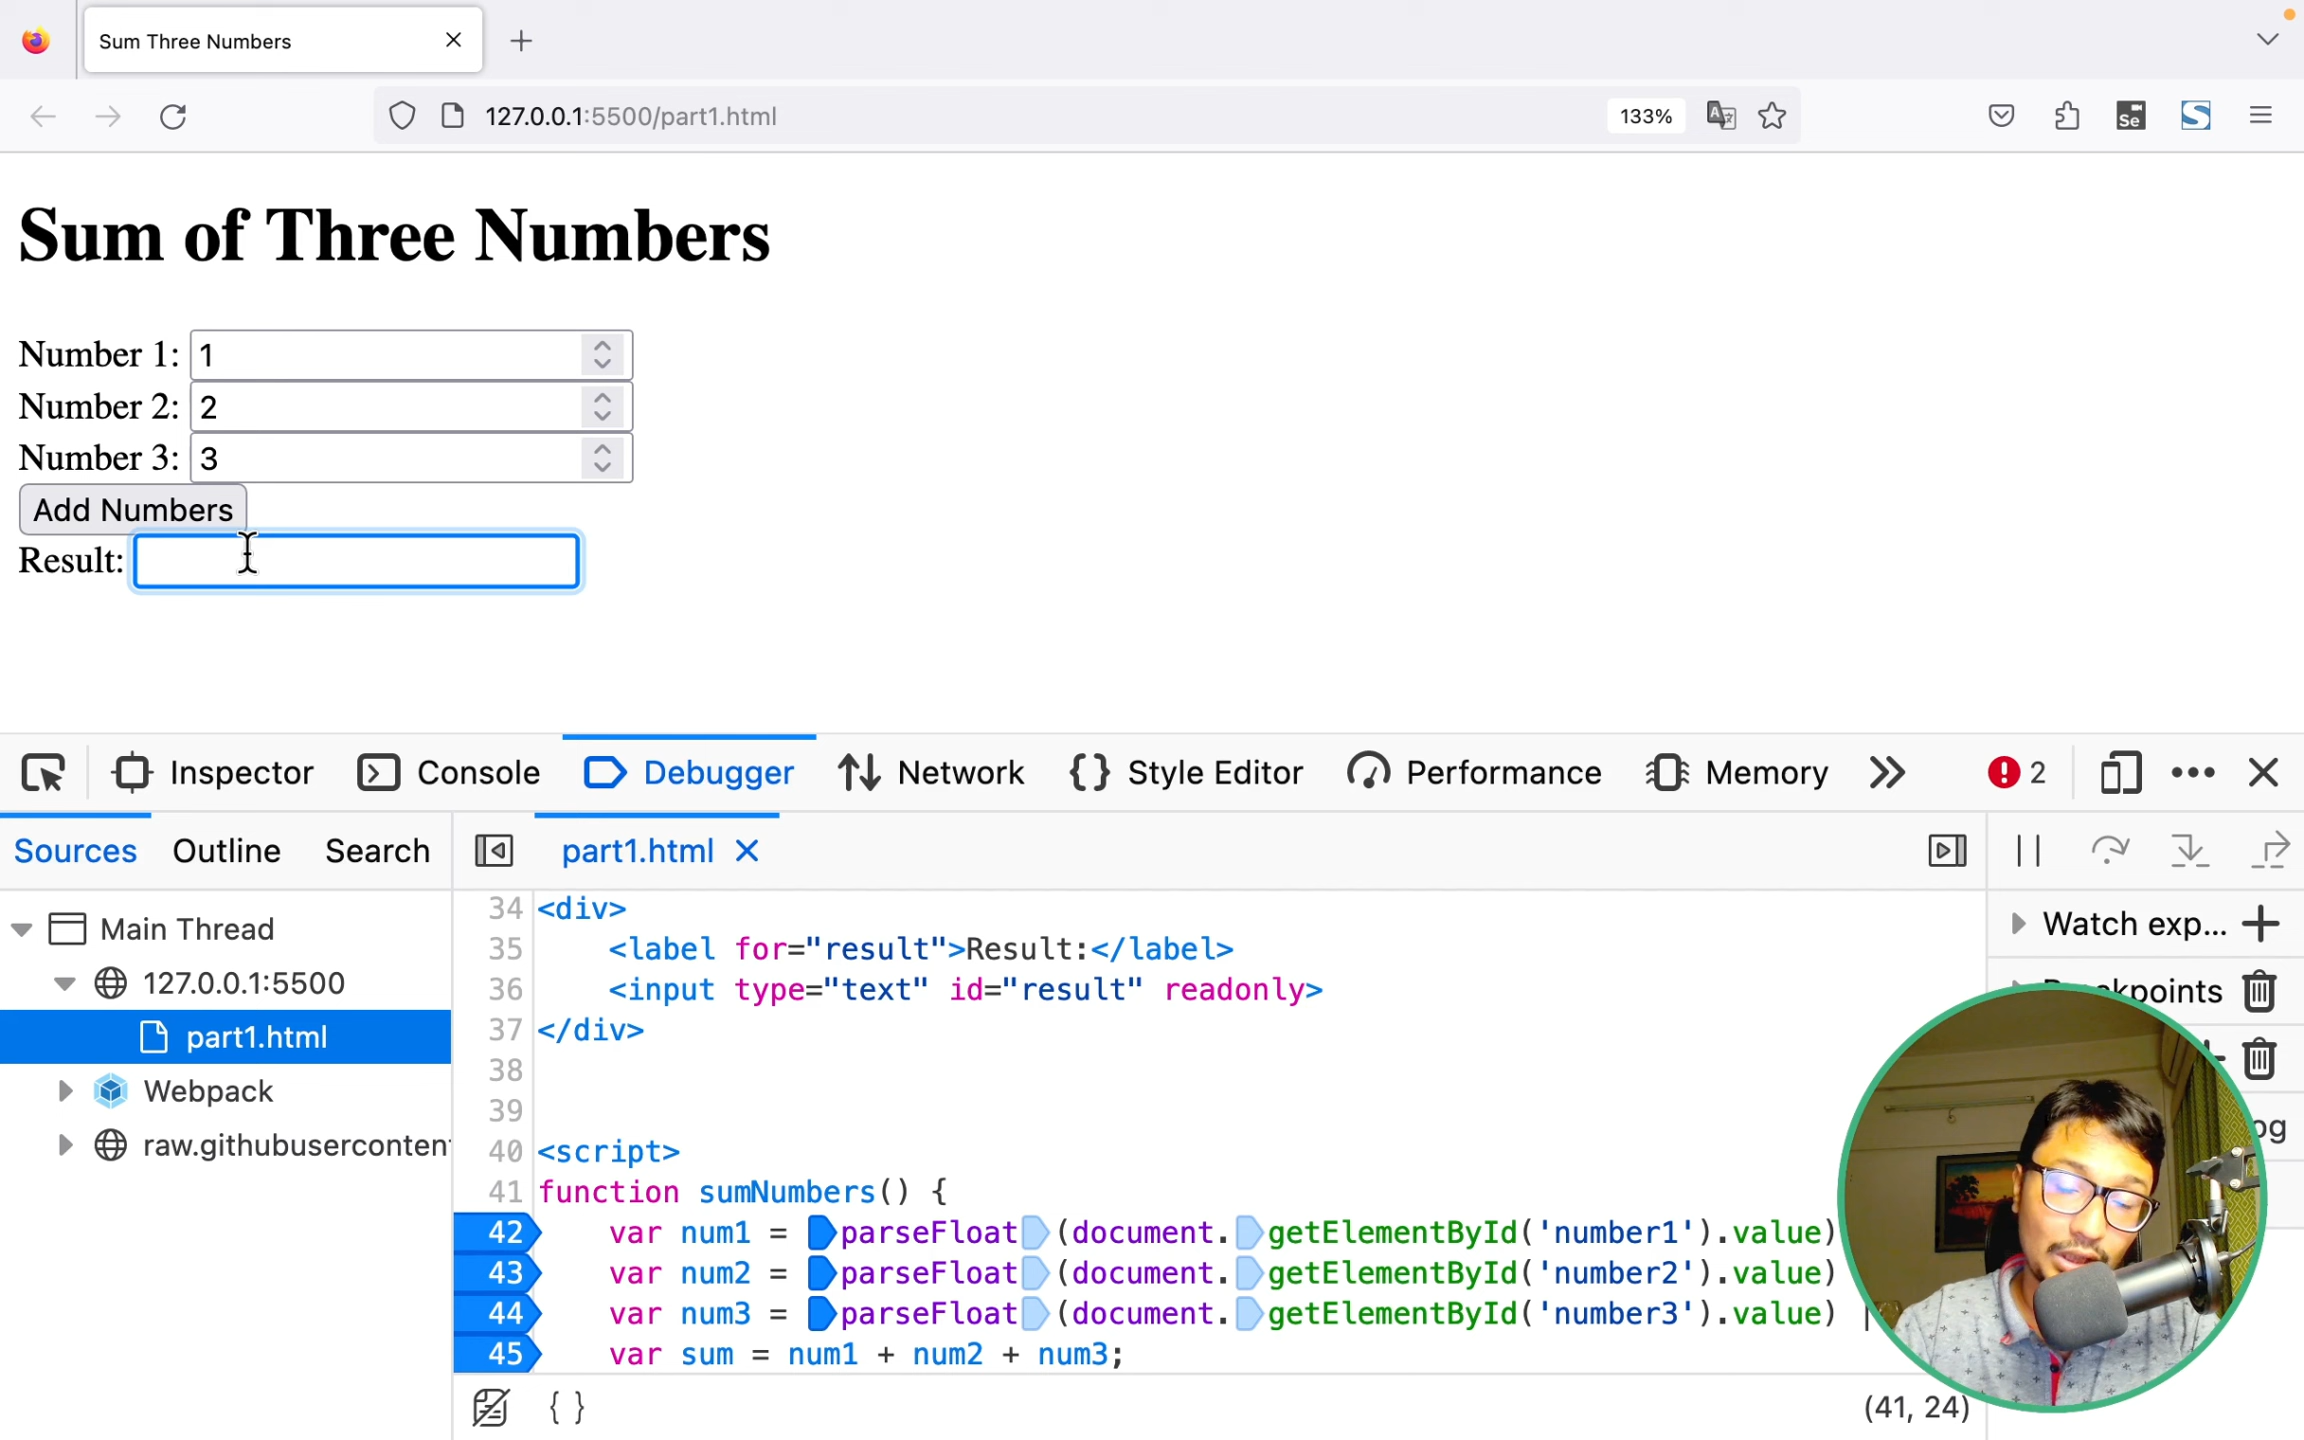 Sum Three Numbers
127.0.0.1:5500/part1.html
133%
Se
Sum of Three Numbers
Number 1: 1
Number 2: 2
Number 3: 3
Add Numbers
Result:
Inspector
Console
Debugger
Network
Style Editor
Performance
Memory
2
Sources
Outline
Search
part1.html
Main Thread
127.0.0.1:5500
part1.html
Webpack
raw.githubusercontent
34 <div>
35 <label for="result">Result:</label>
36 <input type="text" id="result" readonly>
37 </div>
38
39
40 <script>
41 function sumNumbers() {
42 var num1 = parseFloat(document.getElementById('number1').value)
43 var num2 = parseFloat(document.getElementById('number2').value)
44 var num3 = parseFloat(document.getElementById('number3').value) |
45 var sum = num1 + num2 + num3;
{ }
(41, 24)
Watch exp...
kpoints
og